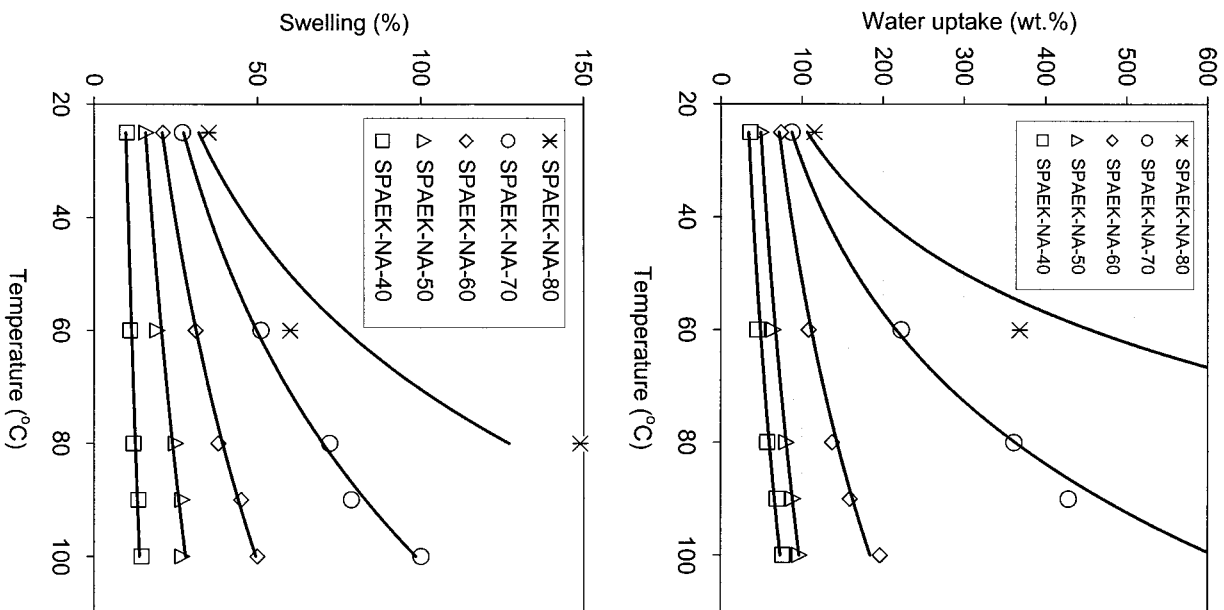 Water uptake (wt.%)
600
500
400
300
200
100
0
SPAEK-NA-80
SPAEK-NA-70
SPAEK-NA-60
SPAEK-NA-50
SPAEK-NA-40
20
40
60
80
100
Temperature (°C)
Swelling (%)
150
100
50
0
SPAEK-NA-80
SPAEK-NA-70
SPAEK-NA-60
SPAEK-NA-50
SPAEK-NA-40
20
40
60
80
100
Temperature (°C)